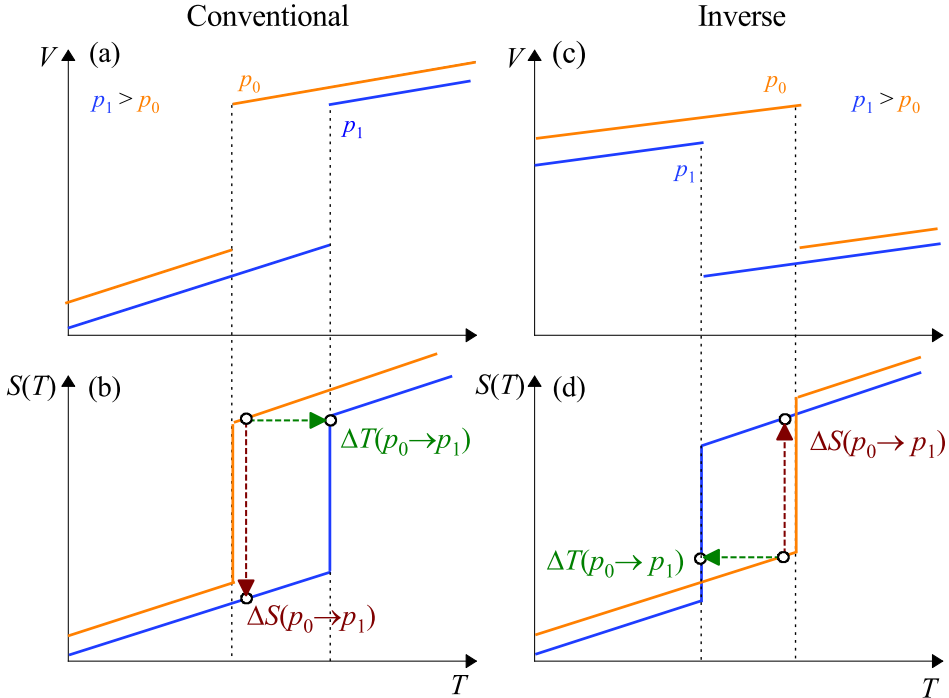 Conventional
Inverse
V
(a)
p₁ > p₀
p₀
p₁
V
(c)
p₀
p₁ > p₀
p₁
S(T)
(b)
ΔT(p₀→p₁)
ΔS(p₀→p₁)
T
S(T)
(d)
ΔS(p₀→ p₁)
ΔT(p₀→ p₁)
T